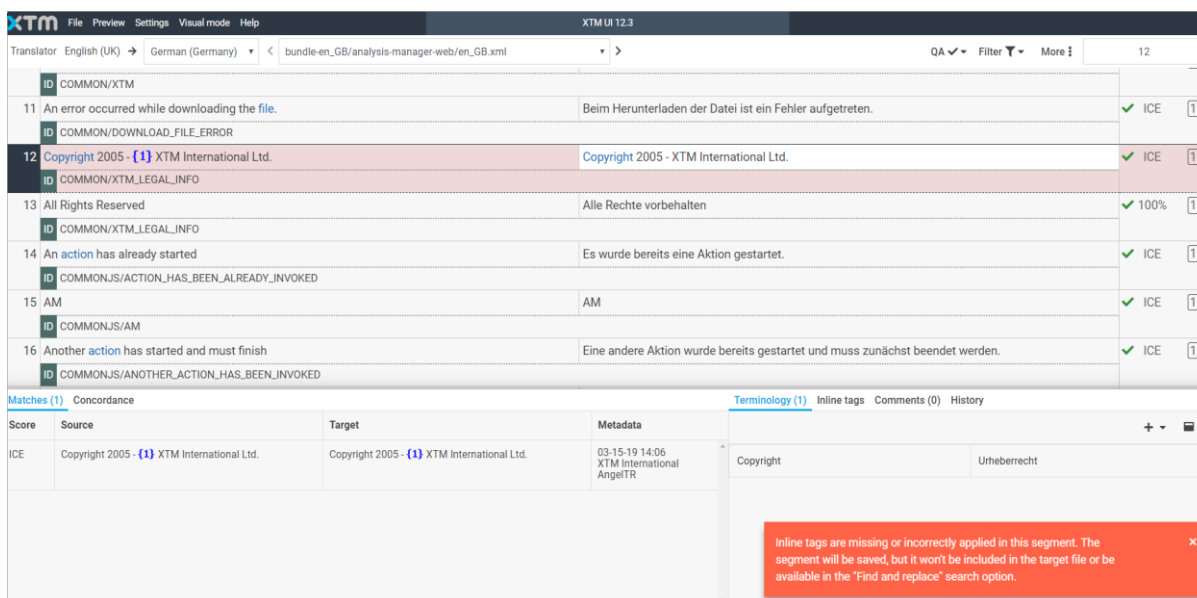 XTM File Preview Settings Visual mode Help XTM UI 12.3
Translator English (UK) → German (Germany) bundle-en_GB/analysis-manager-web/en_GB.xml QA Filter More 12
ID COMMON/XTM
11 An error occurred while downloading the file. Beim Herunterladen der Datei ist ein Fehler aufgetreten. ICE 1
ID COMMON/DOWNLOAD_FILE_ERROR
12 Copyright 2005 - {1} XTM International Ltd. Copyright 2005 - XTM International Ltd. ICE 1
ID COMMON/XTM_LEGAL_INFO
13 All Rights Reserved Alle Rechte vorbehalten 100% 1
ID COMMON/XTM_LEGAL_INFO
14 An action has already started Es wurde bereits eine Aktion gestartet. ICE 1
ID COMMONJS/ACTION_HAS_BEEN_ALREADY_INVOKED
15 AM AM ICE 1
ID COMMONJS/AM
16 Another action has started and must finish Eine andere Aktion wurde bereits gestartet und muss zunächst beendet werden. ICE 1
ID COMMONJS/ANOTHER_ACTION_HAS_BEEN_INVOKED
Matches (1) Concordance Terminology (1) Inline tags Comments (0) History
Score Source Target Metadata
ICE Copyright 2005 - {1} XTM International Ltd. Copyright 2005 - {1} XTM International Ltd. 03-15-19 14:06
XTM International
AngelTR
Copyright Urheberrecht
Inline tags are missing or incorrectly applied in this segment. The
segment will be saved, but it won't be included in the target file or be
available in the "Find and replace" search option.